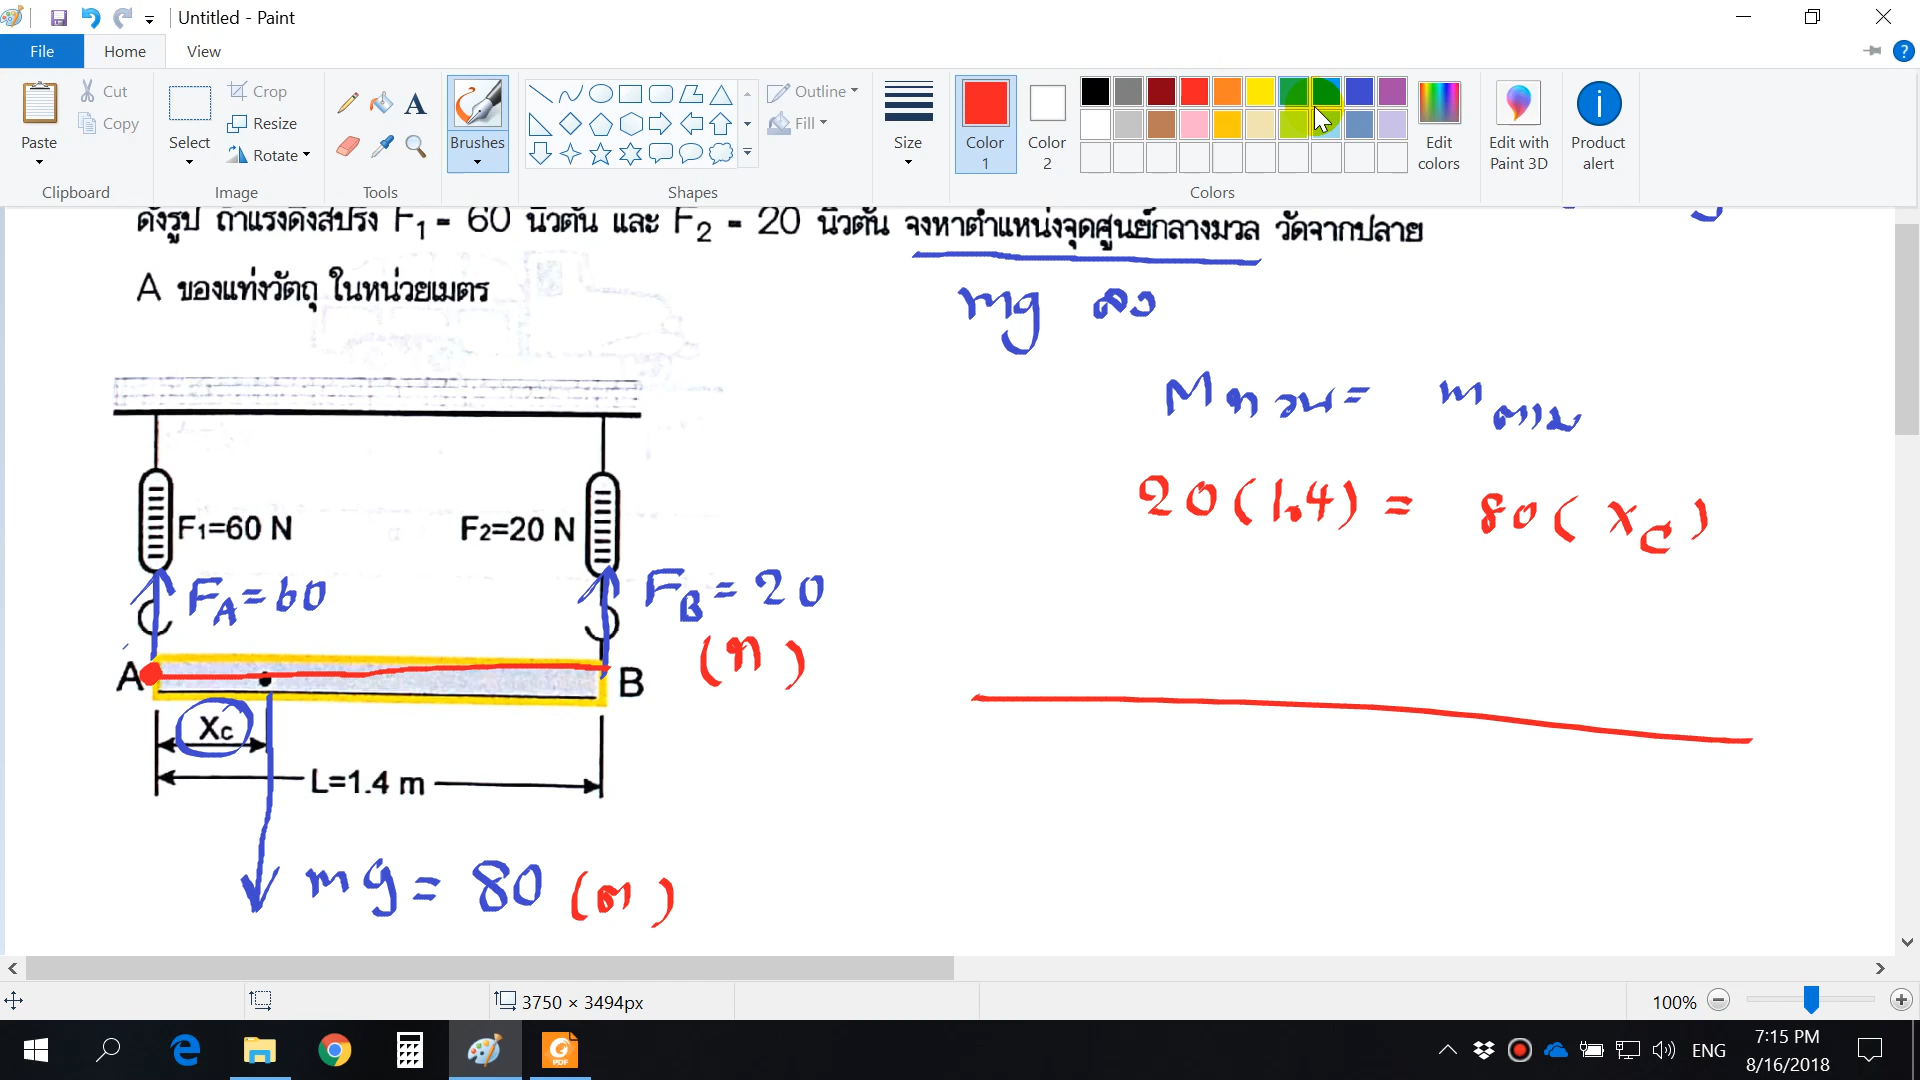 Untitled - Paint
File
Home
View
Paste
Cut
Copy
Clipboard
Select
Crop
Resize
Rotate
Image
Tools
Brushes
Shapes
Outline
Fill
Size
Color
1
Color
2
Colors
Edit
colors
Edit with
Paint 3D
Product
alert
ดังรูป ถ้าแรงดึงสปริง F₁ = 60 นิวตัน และ F₂ = 20 นิวตัน จงหาตำแหน่งจุดศูนย์กลางมวล วัดจากปลาย
A ของแท่งวัตถุ ในหน่วยเมตร
mg ลง
Mทวน = mตาม
20(1.4) = 80(xc)
F₁=60 N
F₂=20 N
FA=60
FB=20
(ท)
A
B
Xc
L=1.4 m
mg = 80 (ต)
3750 × 3494px
100%
ENG
7:15 PM
8/16/2018
PDF